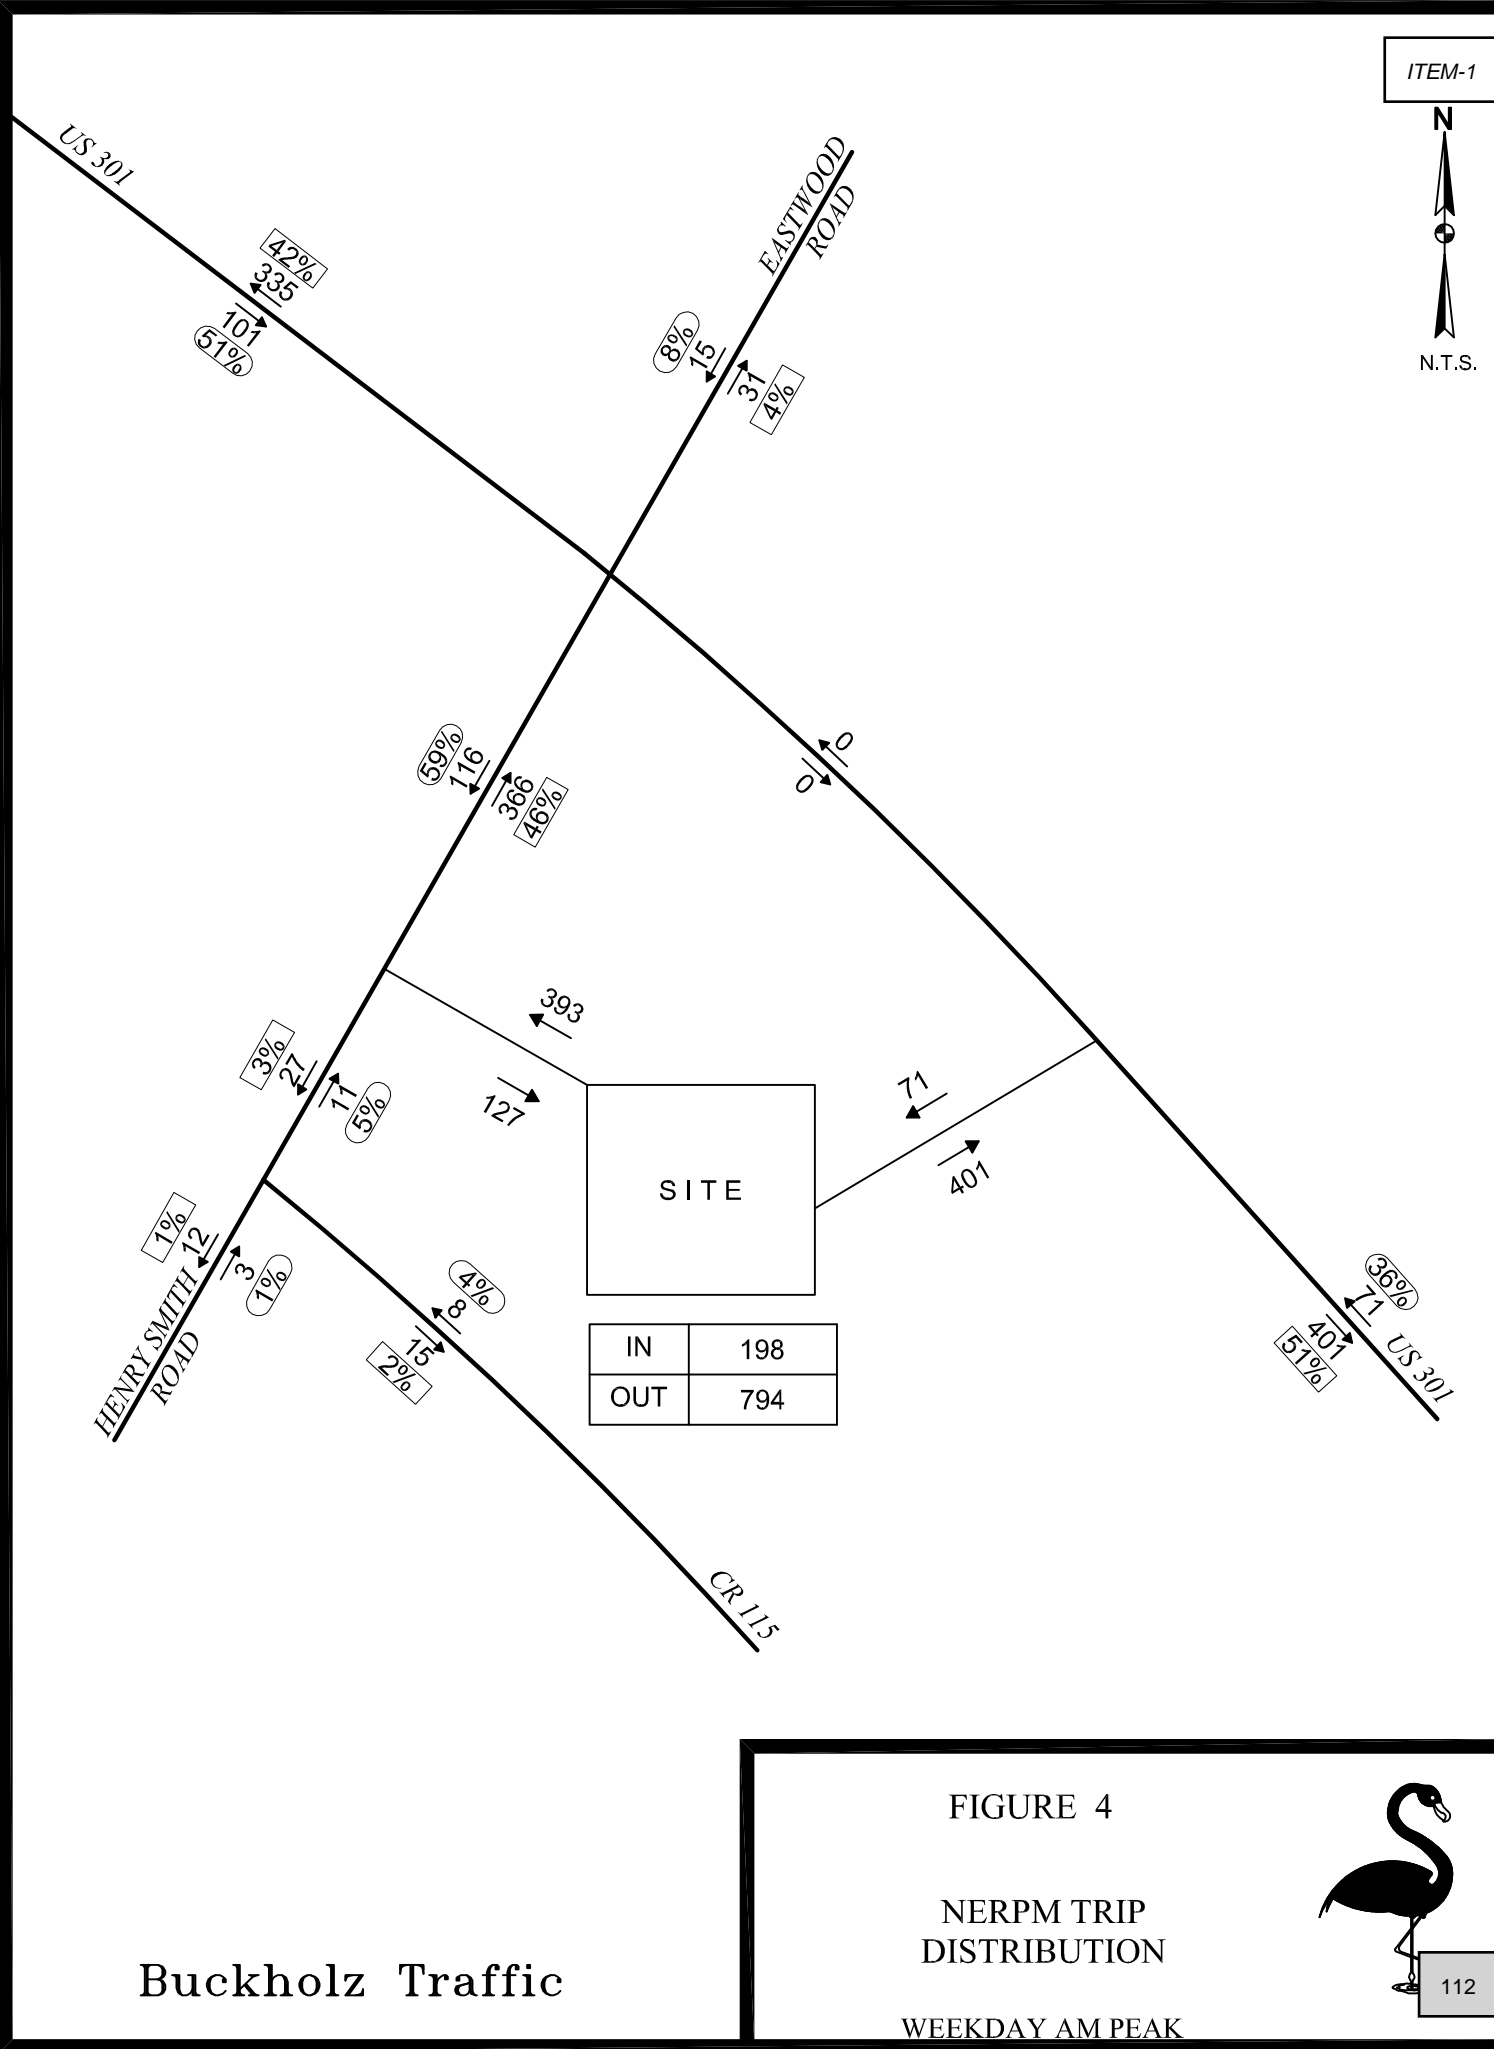 ITEM-1
N
N.T.S.
US 301
42%
335
101
51%
EASTWOOD
ROAD
8%
15
31
4%
0
0
59%
116
366
46%
393
127
3%
27
11
5%
71
401
SITE
1%
12
3
1%
HENRY SMITH
ROAD
4%
8
15
2%
36%
71
401
51%
US 301
IN 198
OUT 794
CR 115
FIGURE 4
NERPM TRIP
DISTRIBUTION
WEEKDAY AM PEAK
Buckholz Traffic
112